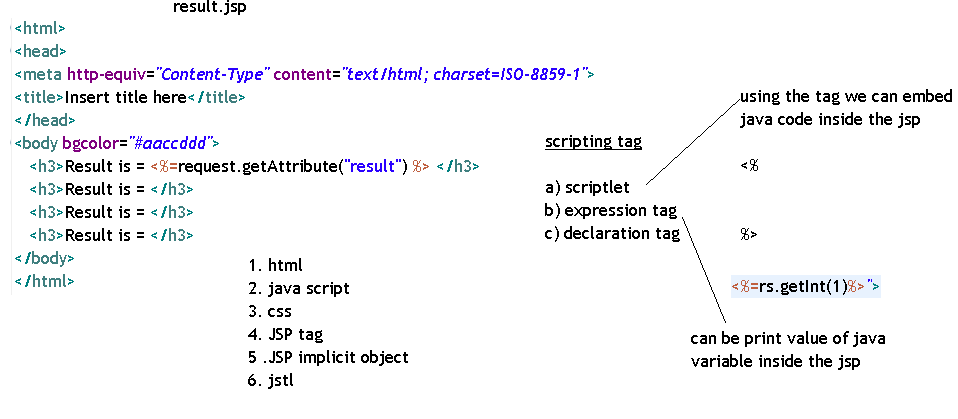 result.jsp
<html>
<head>
<meta http-equiv="Content-Type" content="text/html; charset=ISO-8859-1">
<title>Insert title here</title>
</head>
<body bgcolor="#aaccddd">
<h3>Result is = <%=request.getAttribute("result") %> </h3>
<h3>Result is = </h3>
<h3>Result is = </h3>
<h3>Result is = </h3>
</body>
</html>
1. html
2. java script
3. css
4. JSP tag
5 .JSP implicit object
6. jstl
scripting tag
a) scriptlet
b) expression tag
c) declaration tag
using the tag we can embed
java code inside the jsp
<%
%>
<%=rs.getInt(1)%>">
can be print value of java
variable inside the jsp